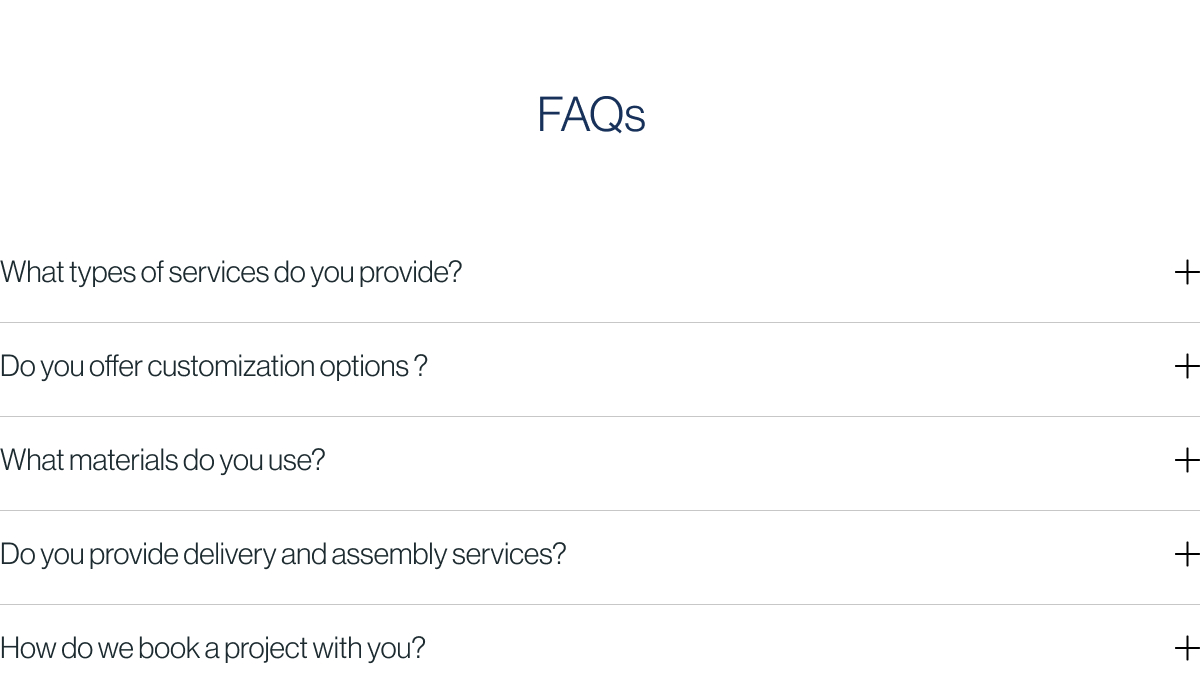 FAQs
What types of services do you provide?
Do you offer customization options ?
What materials do you use?
Do you provide delivery and assembly services?
How do we book a project with you?